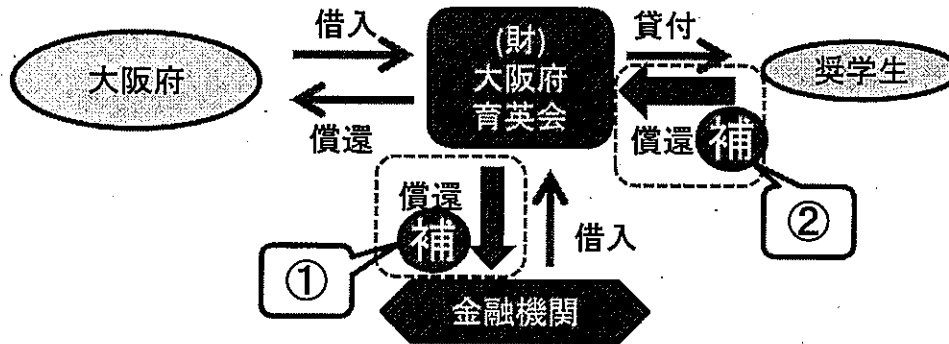 大阪府
借入
償還
(財)
大阪府
育英会
貸付
償還
補
奨学生
②
償還
補
①
借入
金融機関